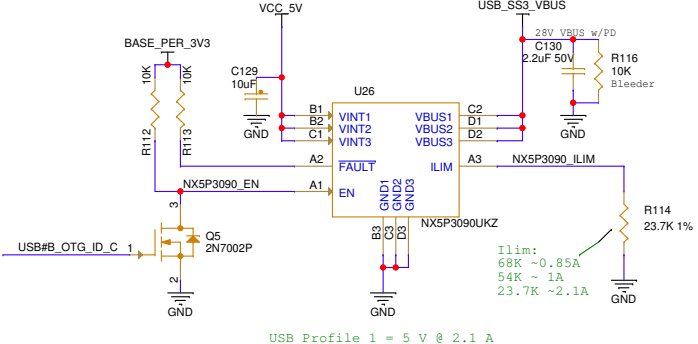 VCC_5V
USB_SS3_VBUS
28V VBUS w/PD
BASE_PER_3V3
C130
2.2uF 50V
R116
10K
Bleeder
10K
10K
C129
10uF
U26
GND
GND
B1
VINT1
VBUS1
C2
B2
VINT2
VBUS2
D1
C1
VINT3
VBUS3
D2
R112
R113
A2
FAULT
ILIM
A3
NX5P3090_ILIM
NX5P3090_EN
A1
EN
GND1
GND2
GND3
NX5P3090UKZ
B3
C3
D3
R114
23.7K 1%
3
Q5
2N7002P
USB#B_OTG_ID_C
1
2
Ilim:
68K ~0.85A
54K ~ 1A
23.7K ~2.1A
GND
GND
GND
USB Profile 1 = 5 V @ 2.1 A